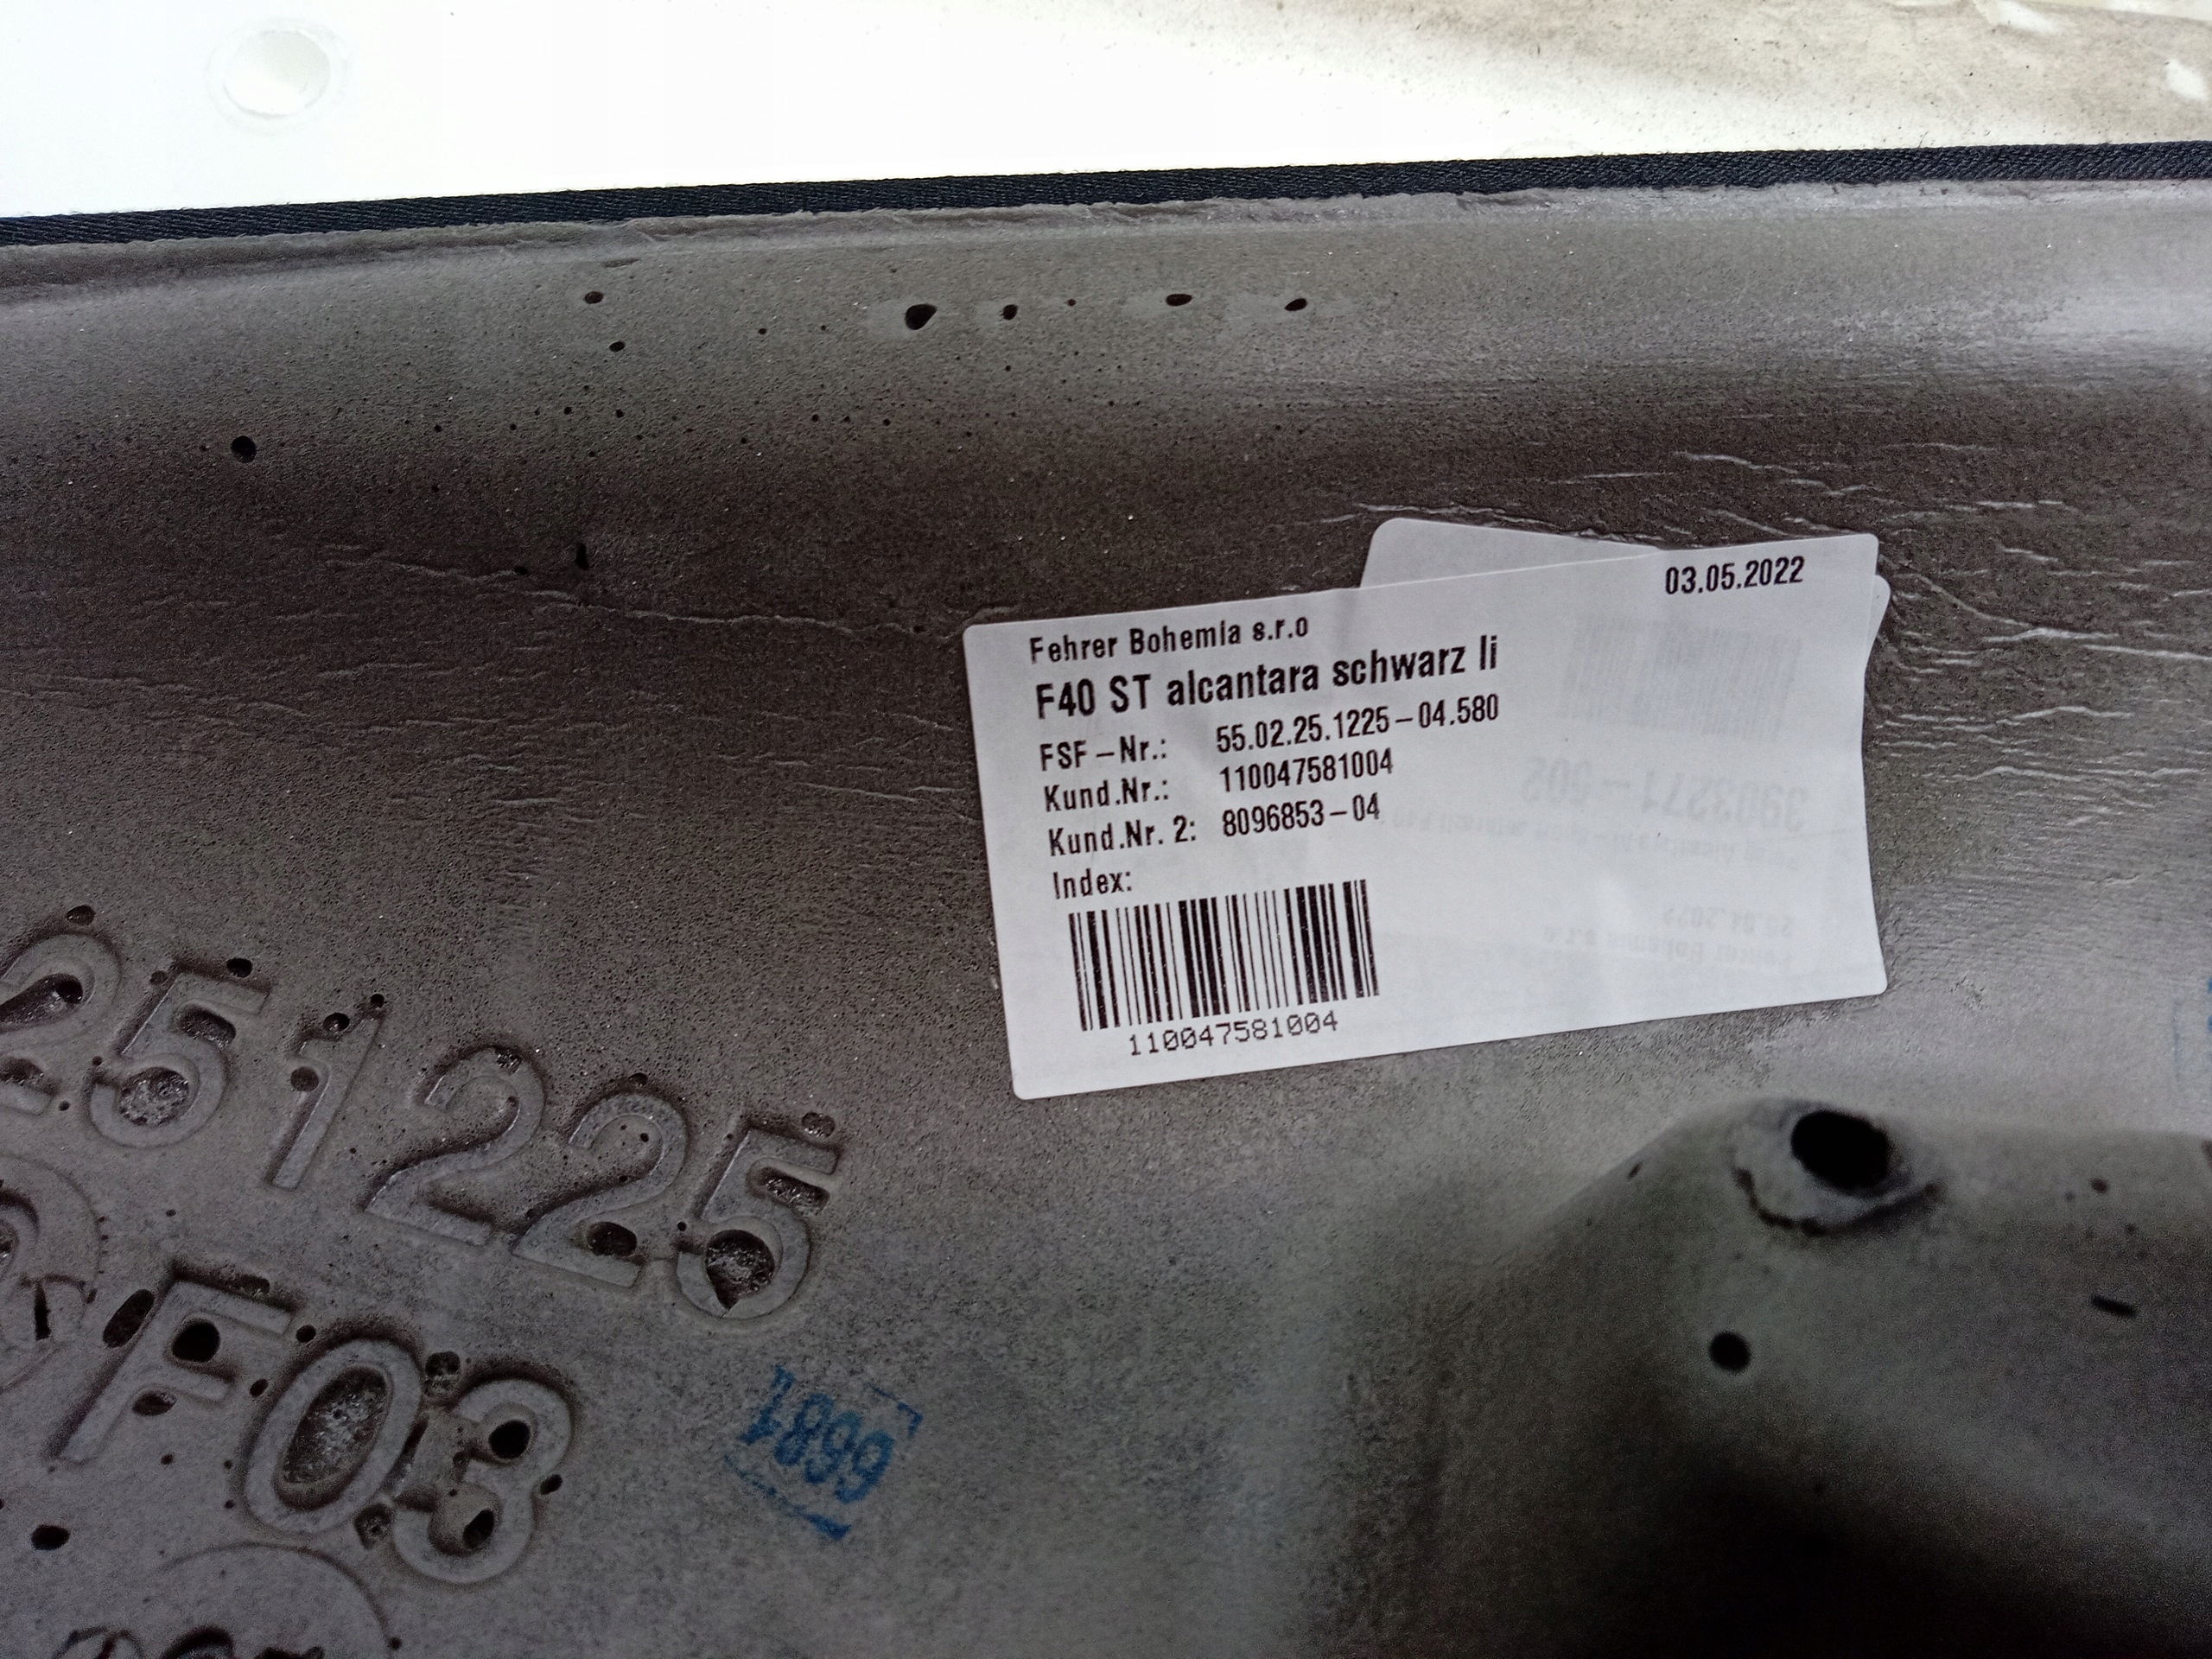 03.05.2022
Fehrer Bohemia s.r.o
F40 ST alcantara schwarz li
FSF-Nr.: 55.02.25.1225-04.580
Kund.Nr.: 110047581004
Kund.Nr. 2: 8096853-04
Index:
110047581004
251225
F03
6681